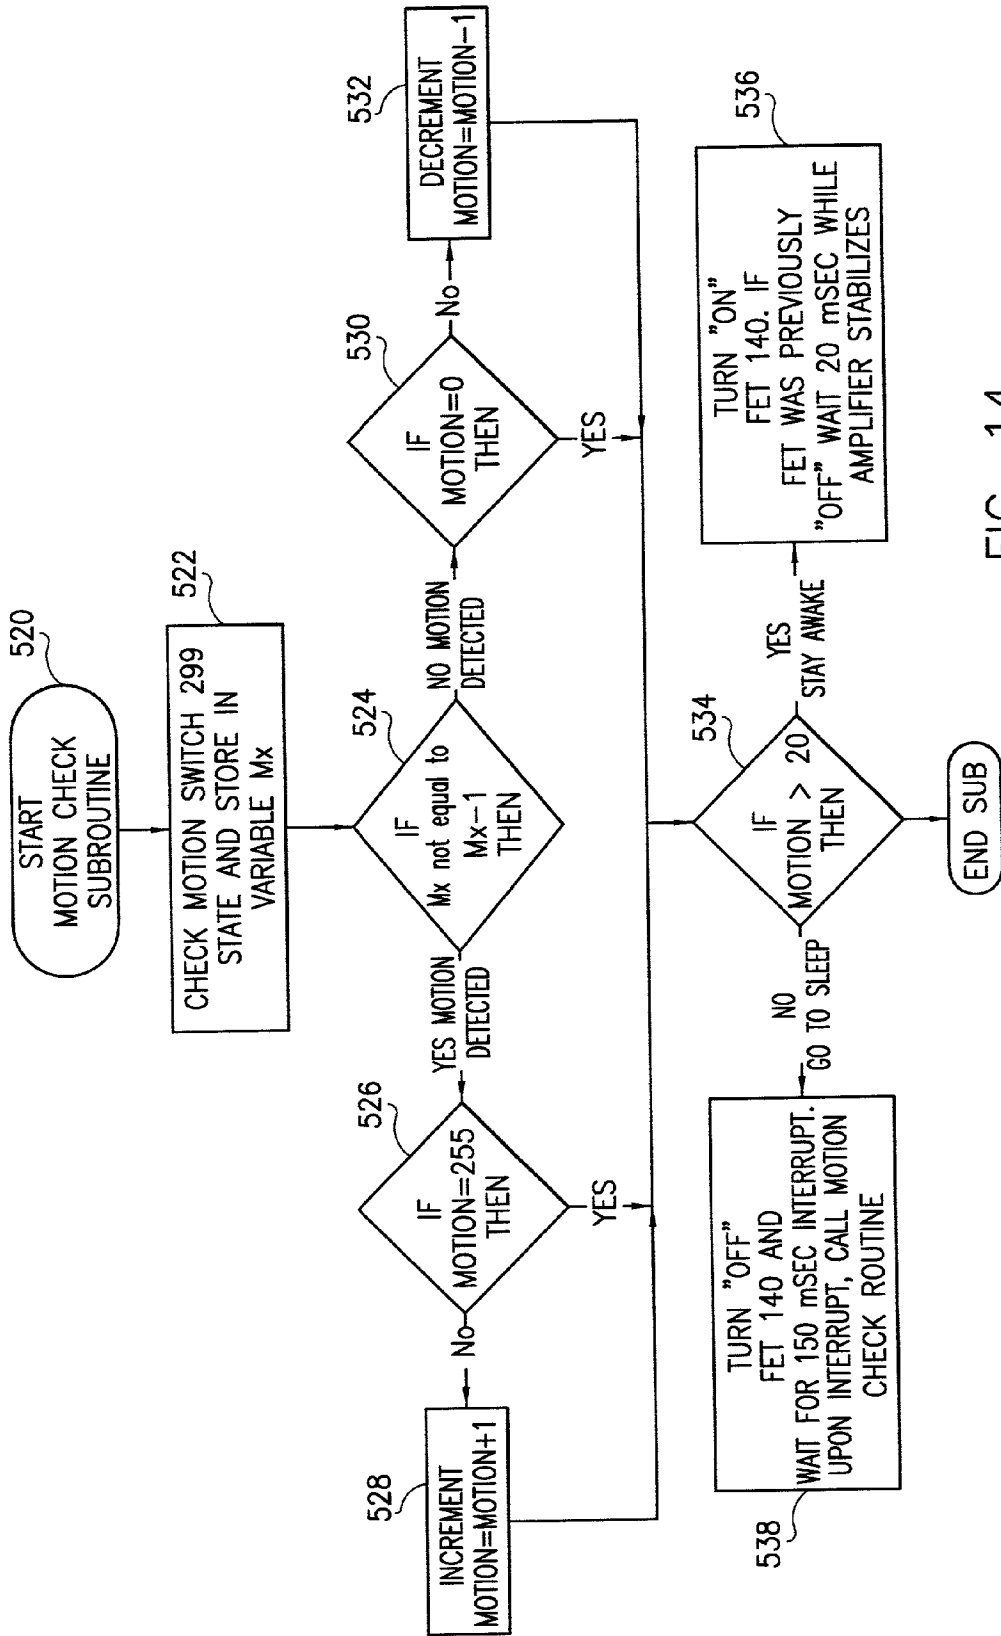 520
START
MOTION CHECK
SUBROUTINE
522
CHECK MOTION SWITCH 299
STATE AND STORE IN
VARIABLE Mx
524
IF
Mx not equal to
Mx-1
THEN
YES MOTION
DETECTED
NO MOTION
DETECTED
526
IF
MOTION=255
THEN
No
YES
528
INCREMENT
MOTION=MOTION+1
530
IF
MOTION=0
THEN
No
YES
532
DECREMENT
MOTION=MOTION-1
534
IF
MOTION > 20
THEN
NO
GO TO SLEEP
YES
STAY AWAKE
536
TURN "ON"
FET 140. IF
FET WAS PREVIOUSLY
"OFF" WAIT 20 mSEC WHILE
AMPLIFIER STABILIZES
538
TURN "OFF"
FET 140 AND
WAIT FOR 150 mSEC INTERRUPT.
UPON INTERRUPT, CALL MOTION
CHECK ROUTINE
END SUB
FIG. 14